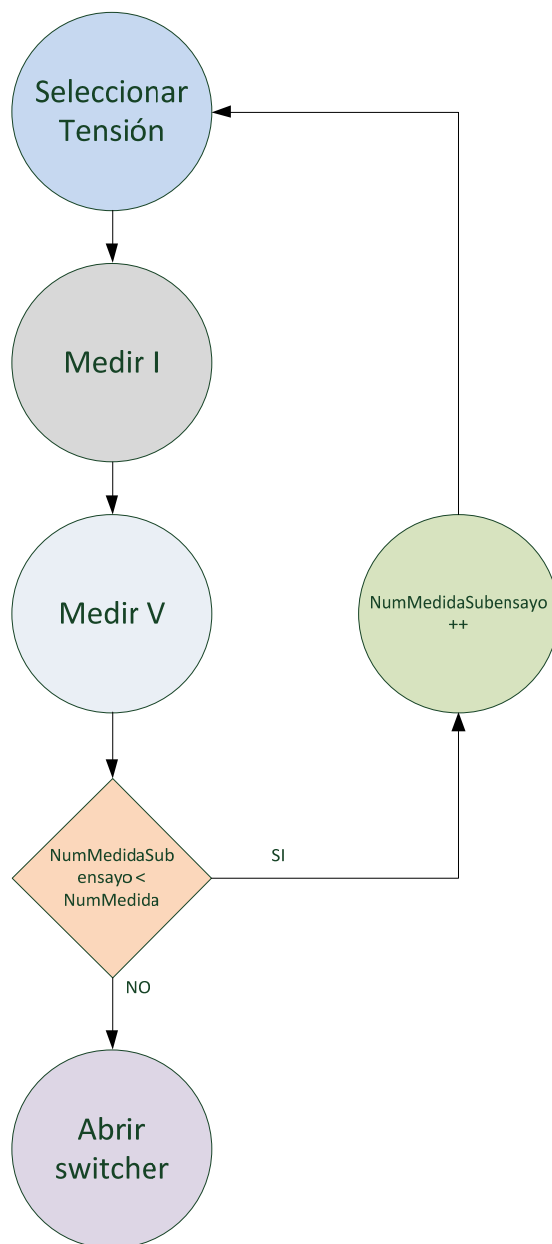 Seleccionar
Tensión
Medir I
Medir V
NumMedidaSubensayo
++
NumMedidaSub
ensayo <
NumMedida
SI
NO
Abrir
switcher